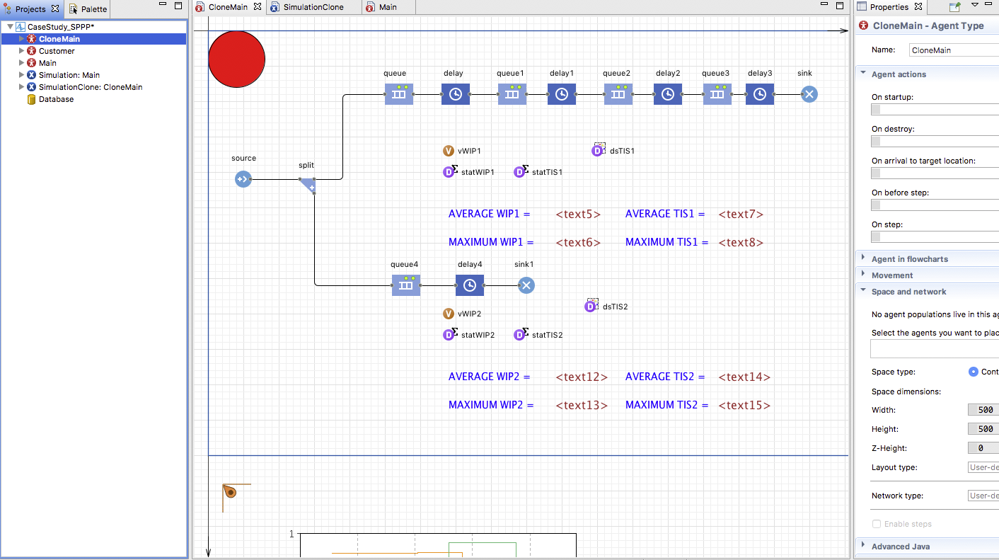 Projects
Palette
CaseStudy_SPPP*
CloneMain
Customer
Main
Simulation: Main
SimulationClone: CloneMain
Database
CloneMain
SimulationClone
Main
queue
delay
queue1
delay1
queue2
delay2
queue3
delay3
sink
source
split
V vWIP1
D Σ statWIP1
D Σ statTIS1
D dsTIS1
AVERAGE WIP1 = <text5> AVERAGE TIS1 = <text7>
MAXIMUM WIP1 = <text6> MAXIMUM TIS1 = <text8>
queue4
delay4
sink1
V vWIP2
D Σ statWIP2
D Σ statTIS2
D dsTIS2
AVERAGE WIP2 = <text12> AVERAGE TIS2 = <text14>
MAXIMUM WIP2 = <text13> MAXIMUM TIS2 = <text15>
1
Properties
CloneMain - Agent Type
Name: CloneMain
Agent actions
On startup:
On destroy:
On arrival to target location:
On before step:
On step:
Agent in flowcharts
Movement
Space and network
No agent populations live in this ag
Select the agents you want to plac
Space type: Cont
Space dimensions:
Width: 500
Height: 500
Z-Height: 0
Layout type: User-de
Network type: User-de
Enable steps
Advanced Java